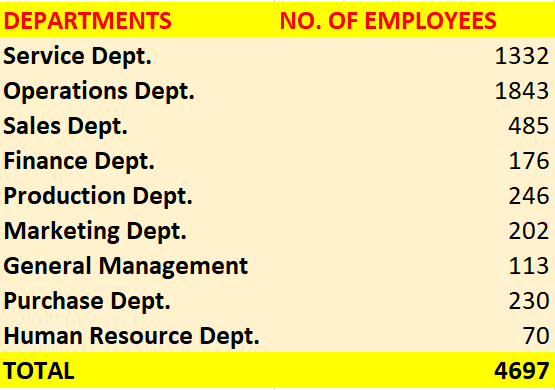 DEPARTMENTS NO. OF EMPLOYEES
Service Dept. 1332
Operations Dept. 1843
Sales Dept. 485
Finance Dept. 176
Production Dept. 246
Marketing Dept. 202
General Management 113
Purchase Dept. 230
Human Resource Dept. 70
TOTAL 4697